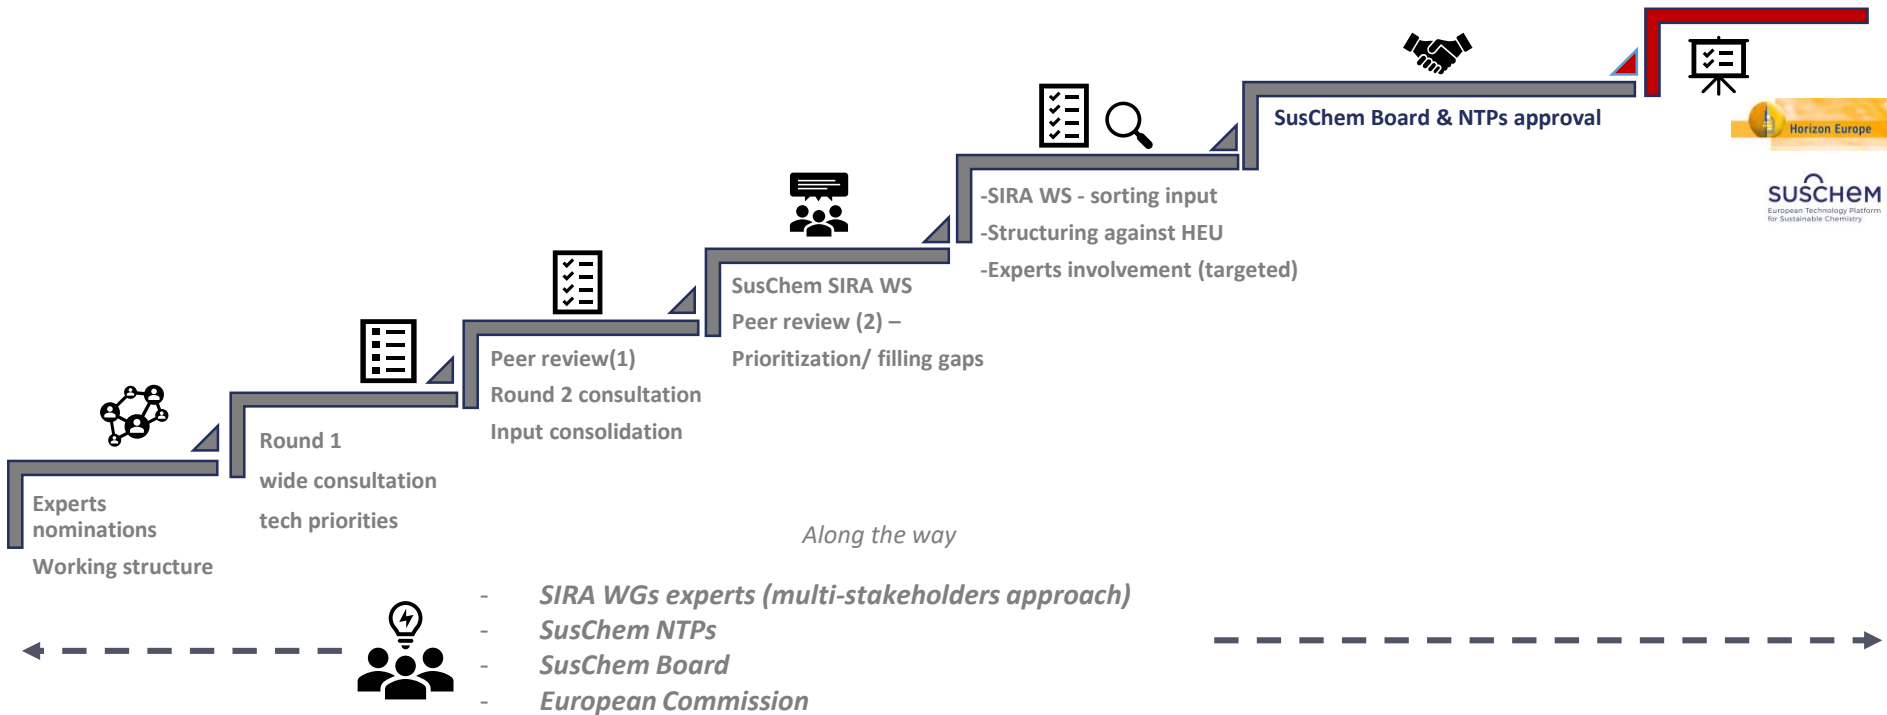 Experts
nominations
Working structure
Round 1
wide consultation
tech priorities
Peer review(1)
Round 2 consultation
Input consolidation
SusChem SIRA WS
Peer review (2) –
Prioritization/ filling gaps
-SIRA WS - sorting input
-Structuring against HEU
-Experts involvement (targeted)
SusChem Board & NTPs approval
Horizon Europe
SUSCHEM
European Technology Platform
for Sustainable Chemistry
Along the way
- SIRA WGs experts (multi-stakeholders approach)
- SusChem NTPs
- SusChem Board
- European Commission